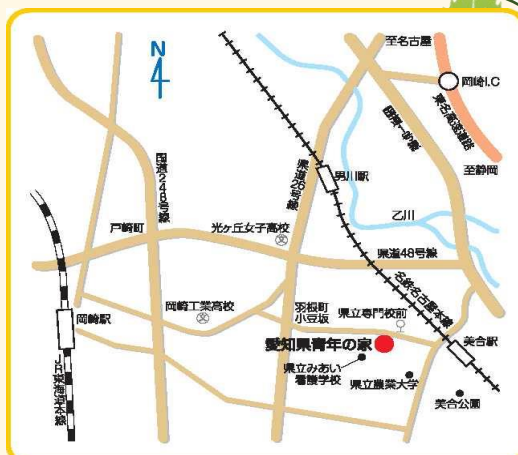 N
至名古屋
岡崎I.C
東名高速道路
至静岡
国道1号線
国道248号線
県道26号線
男川駅
乙川
戸崎町
光ヶ丘女子高校
県道48号線
名鉄名古屋本線
岡崎工業高校
羽根町
小豆坂
県立専門校前
岡崎駅
愛知県青年の家
美合駅
県立みあい
看護学校
県立農業大学
美合公園
JR東海道本線